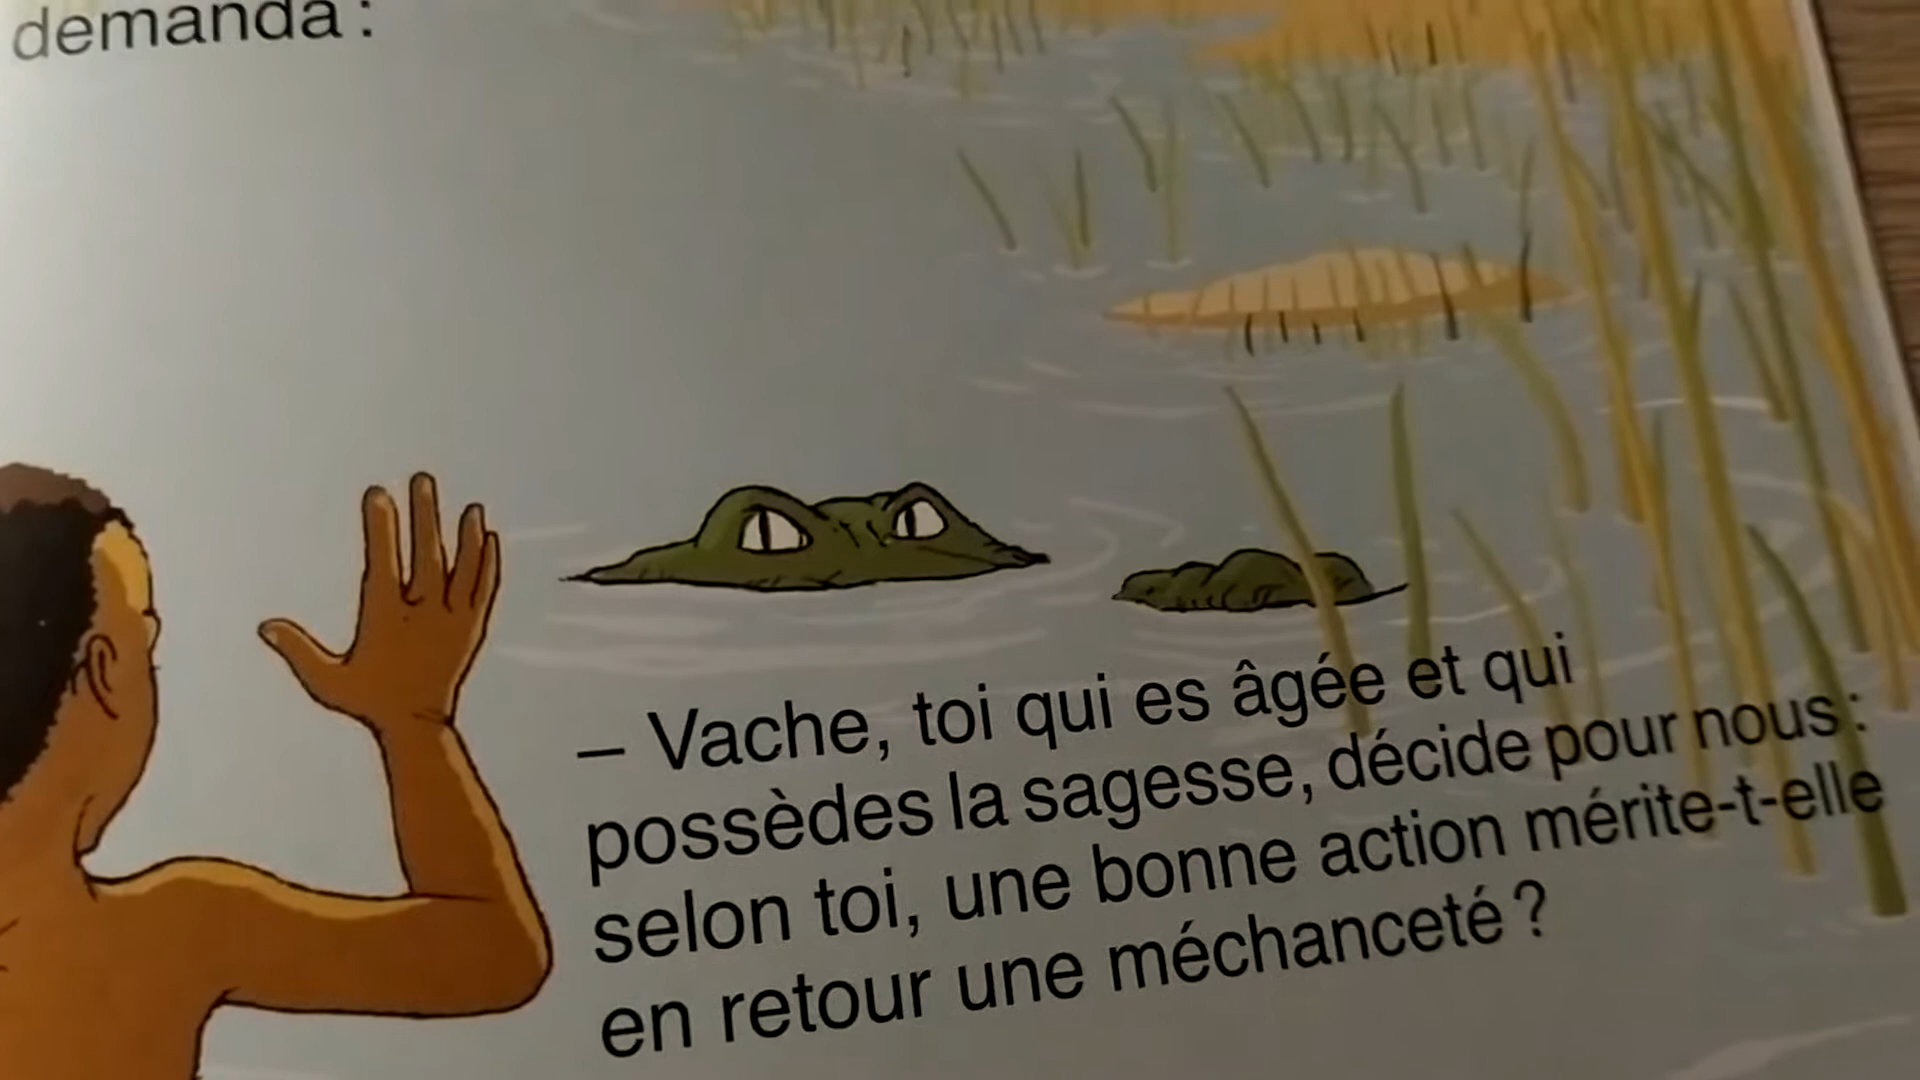 demanda :
– Vache, toi qui es âgée et qui
possèdes la sagesse, décide pour nous :
selon toi, une bonne action mérite-t-elle
en retour une méchanceté ?